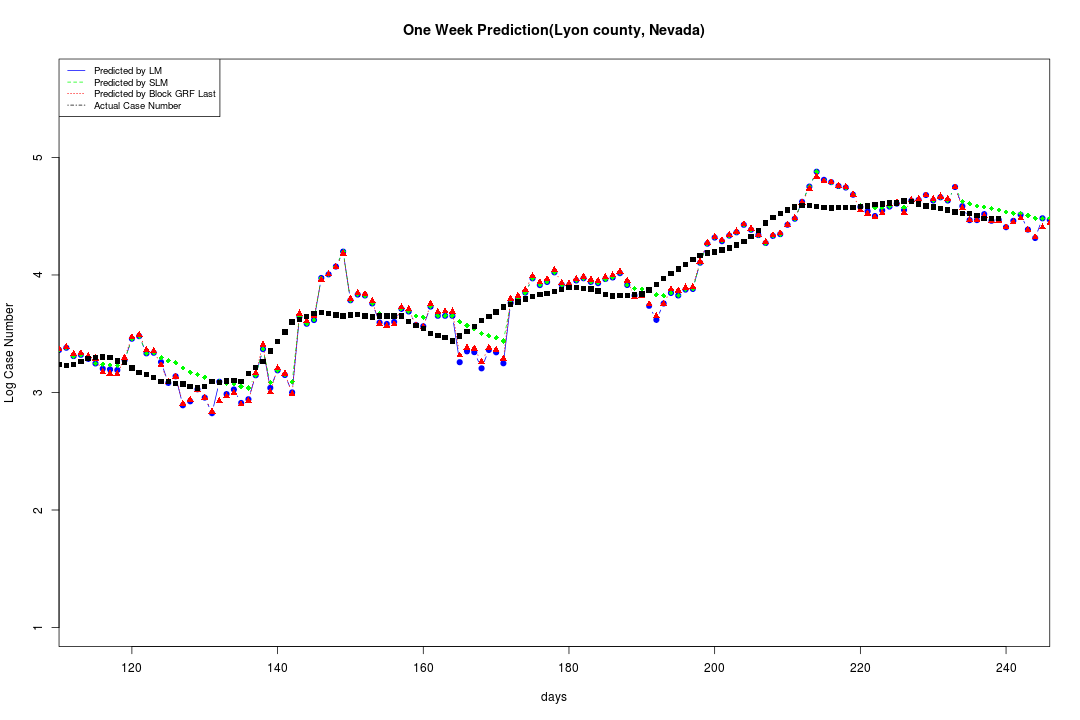 One Week Prediction(Lyon county, Nevada)
Predicted by LM
Predicted by SLM
Predicted by Block GRF Last
Actual Case Number
5
4
3
2
1
Log Case Number
120 140 160 180 200 220 240
days